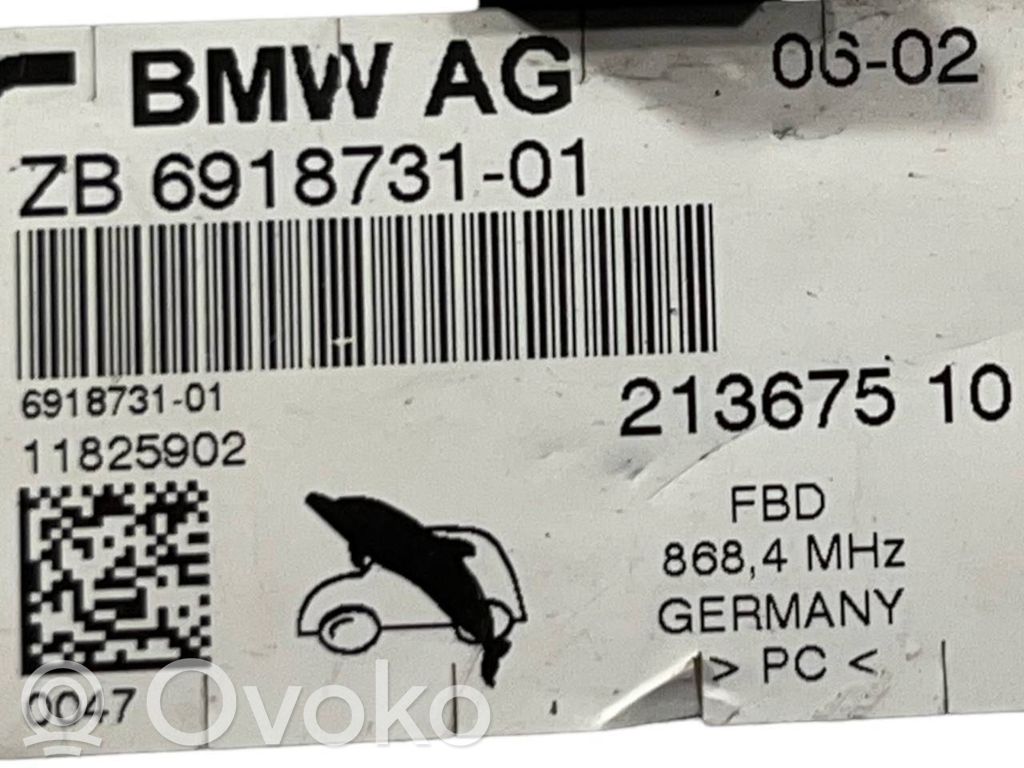 BMW AG
06-02
ZB 6918731-01
6918731-01
11825902
213675 10
FBD
868,4 MHz
GERMANY
> PC <
0047
Ovoko